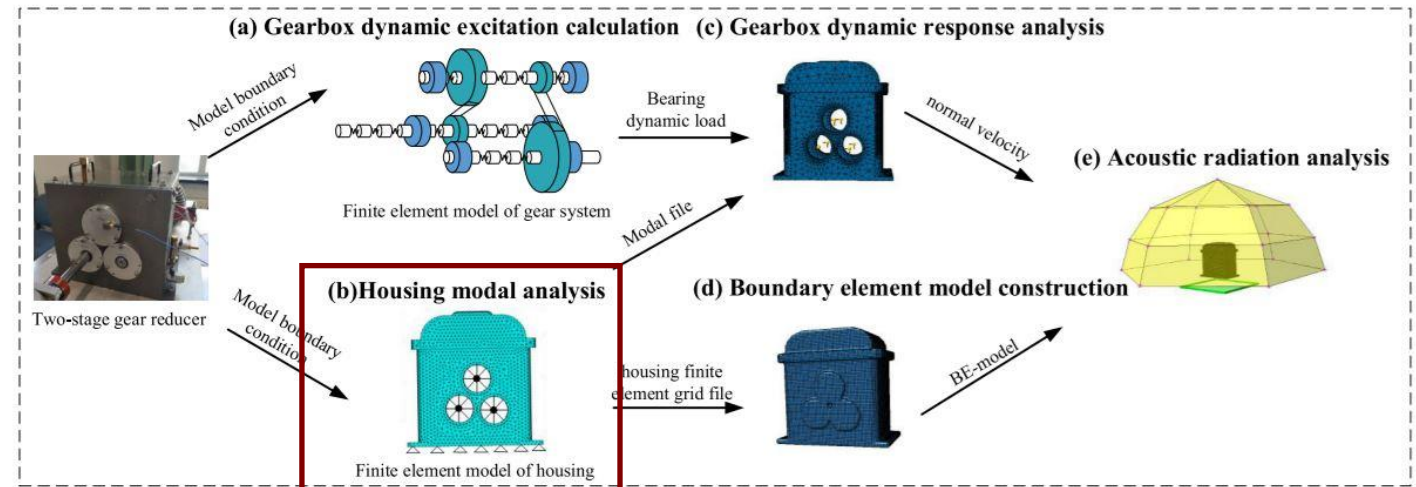 (a) Gearbox dynamic excitation calculation
(c) Gearbox dynamic response analysis
Model boundary
condition
Bearing
dynamic load
normal velocity
(e) Acoustic radiation analysis
Finite element model of gear system
Modal file
Two-stage gear reducer
Model boundary
condition
(b)Housing modal analysis
(d) Boundary element model construction
housing finite
element grid file
BE-model
Finite element model of housing